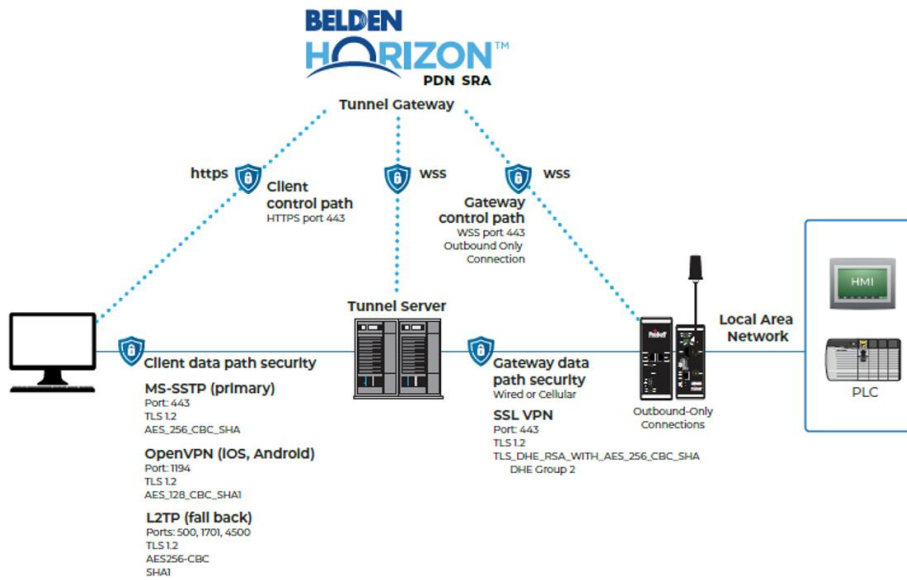 BELDEN
HORIZON™
PDN SRA
Tunnel Gateway
https
wss
wss
Client
control path
HTTPS port 443
Gateway
control path
WSS port 443
Outbound Only
Connection
Tunnel Server
Local Area
Network
HMI
PLC
Client data path security
MS-SSTP (primary)
Port: 443
TLS 1.2
AES_256_CBC_SHA
OpenVPN (iOS, Android)
Port: 1194
TLS 1.2
AES_128_CBC_SHA1
L2TP (fall back)
Ports: 500, 1701, 4500
TLS 1.2
AES256-CBC
SHA1
Gateway data
path security
Wired or Cellular
SSL VPN
Port: 443
TLS 1.2
TLS_DHE_RSA_WITH_AES_256_CBC_SHA
DHE Group 2
Outbound-Only
Connections